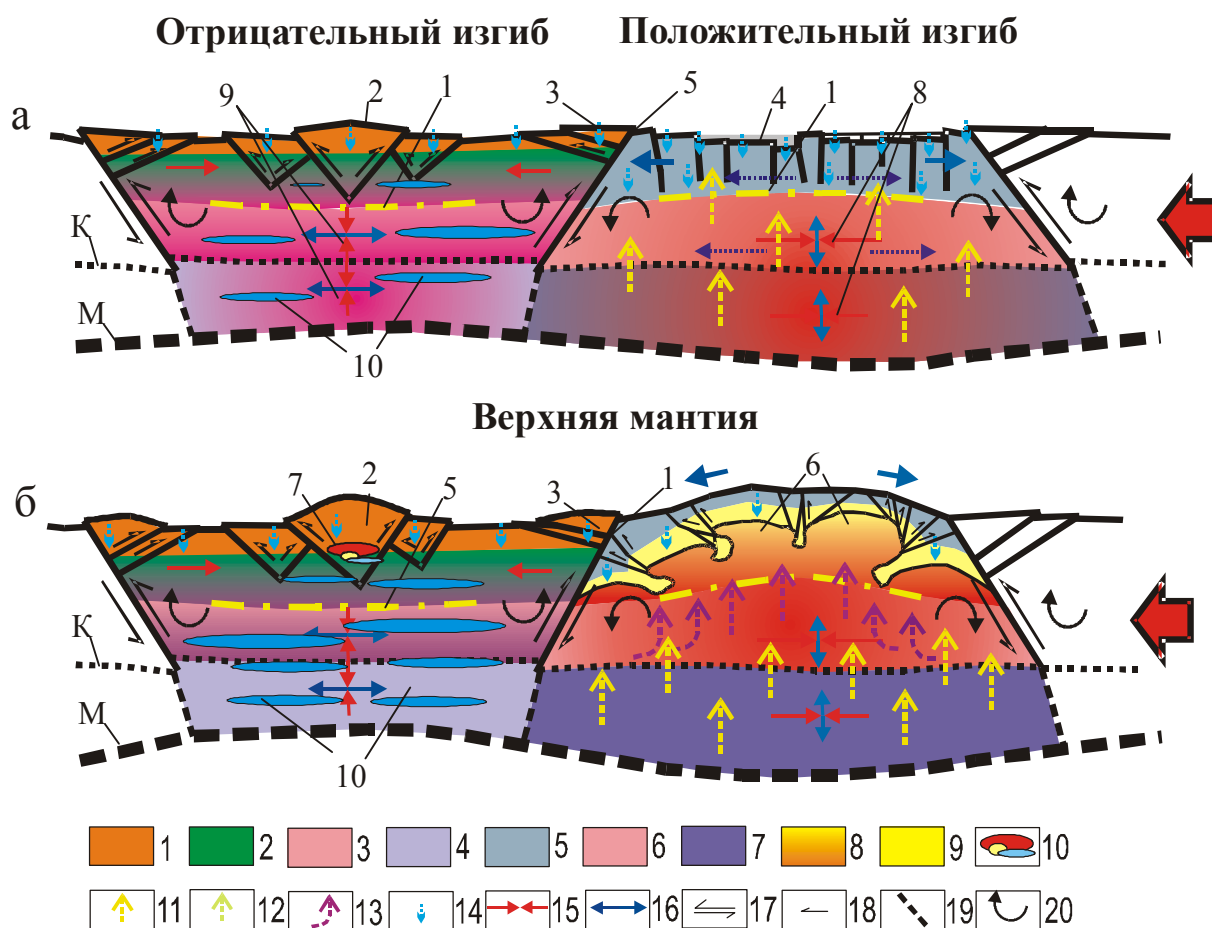 Отрицательный изгиб Положительный изгиб
а 9 2 1 3 5 4 1 8
К
М
10
Верхняя мантия
б 7 2 5 3 1 6
К
М
10
1 2 3 4 5 6 7 8 9 10
11 12 13 14 15 16 17 18 19 20